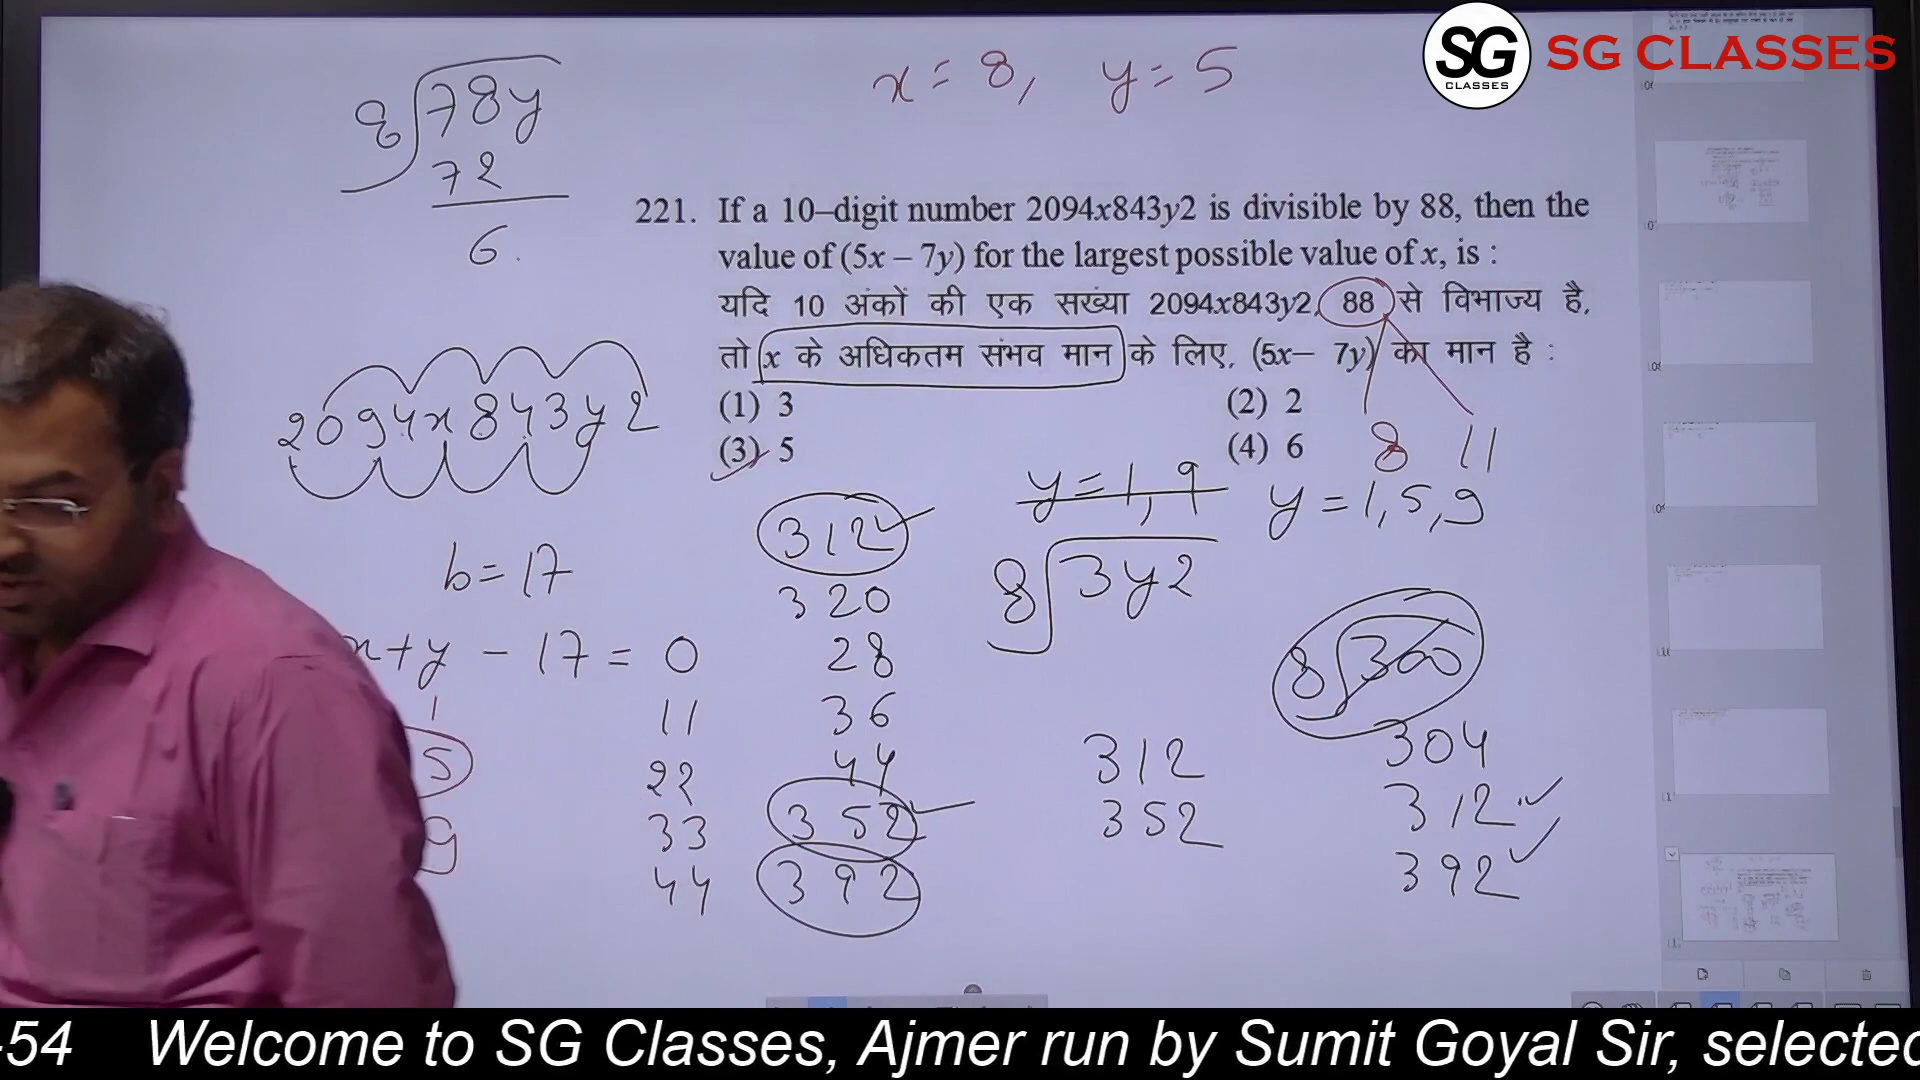 SG CLASSES
SG
CLASSES
8 78y
72
6
x = 8, y = 5
221. If a 10–digit number 2094x843y2 is divisible by 88, then the
value of (5x – 7y) for the largest possible value of x, is :
यदि 10 अंकों की एक सख्या 2094x843y2, 88 से विभाज्य है,
तो x के अधिकतम संभव मान के लिए, (5x– 7y) का मान है :
(1) 3 (2) 2
(3) 5 (4) 6
8 11
2094x843y2
b = 17
x+y - 17 = 0
11
22
33
44
1
5
9
312
320
28
36
44
352
392
y = 1, 9
y = 1, 5, 9
8 3y2
312
352
8 300
304
312
392
-54 Welcome to SG Classes, Ajmer run by Sumit Goyal Sir, selected